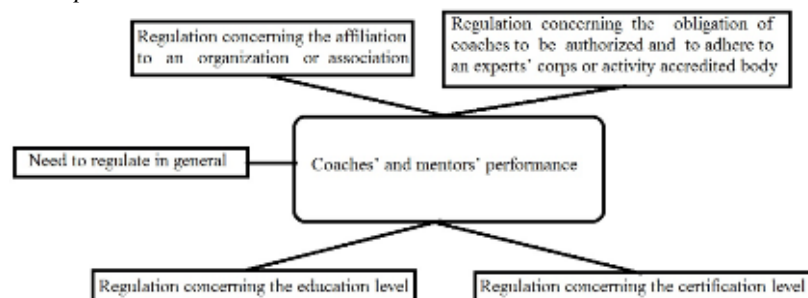 Regulation concerning the affiliation
to an organization or association
Regulation concerning the obligation of
coaches to be authorized and to adhere to
an experts' corps or activity accredited body
Need to regulate in general
Coaches' and mentors' performance
Regulation concerning the education level
Regulation concerning the certification level